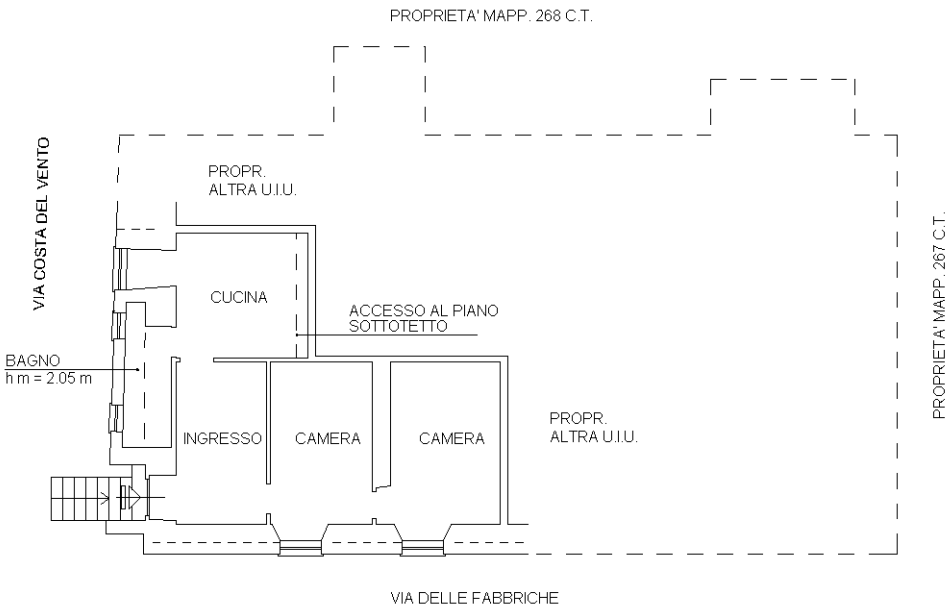 PROPRIETA' MAPP. 268 C.T.
VIA COSTA DEL VENTO
PROPR.
ALTRA U.I.U.
CUCINA
ACCESSO AL PIANO
SOTTOTETTO
BAGNO
h m = 2.05 m
INGRESSO
CAMERA
CAMERA
PROPR.
ALTRA U.I.U.
PROPRIETA' MAPP. 267 C.T.
VIA DELLE FABBRICHE